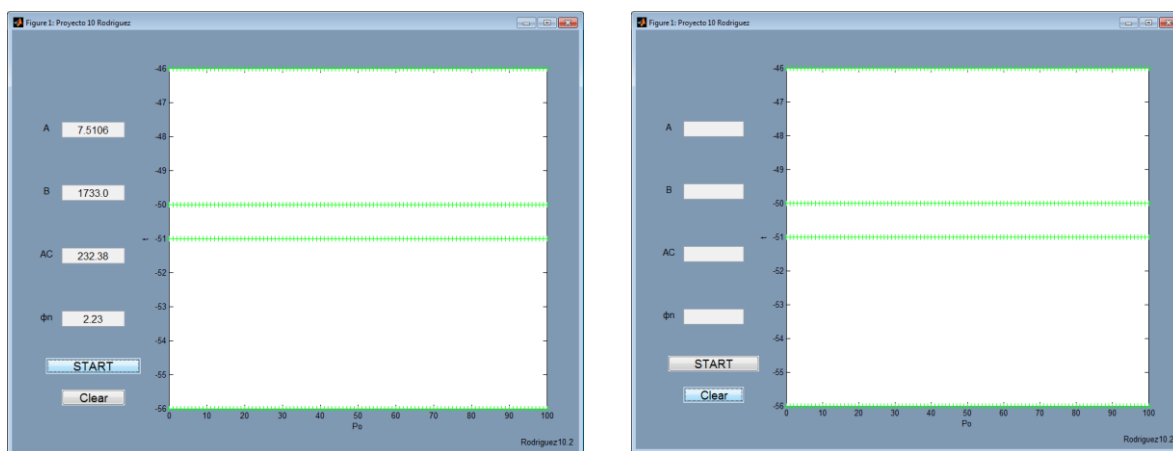 Figure 1: Proyecto 10 Rodriguez
-46
-47
A 7.5106
-48
-49
B 1733.0
-50
-51
AC 232.38
-52
-53
ϕn 2.23
-54
START
-55
Clear
-56
0 10 20 30 40 50 60 70 80 90 100
Po
Rodriguez10.2
Figure 1: Proyecto 10 Rodriguez
-46
-47
A
-48
-49
B
-50
-51
AC
-52
-53
ϕn
-54
START
-55
Clear
-56
0 10 20 30 40 50 60 70 80 90 100
Po
Rodriguez10.2